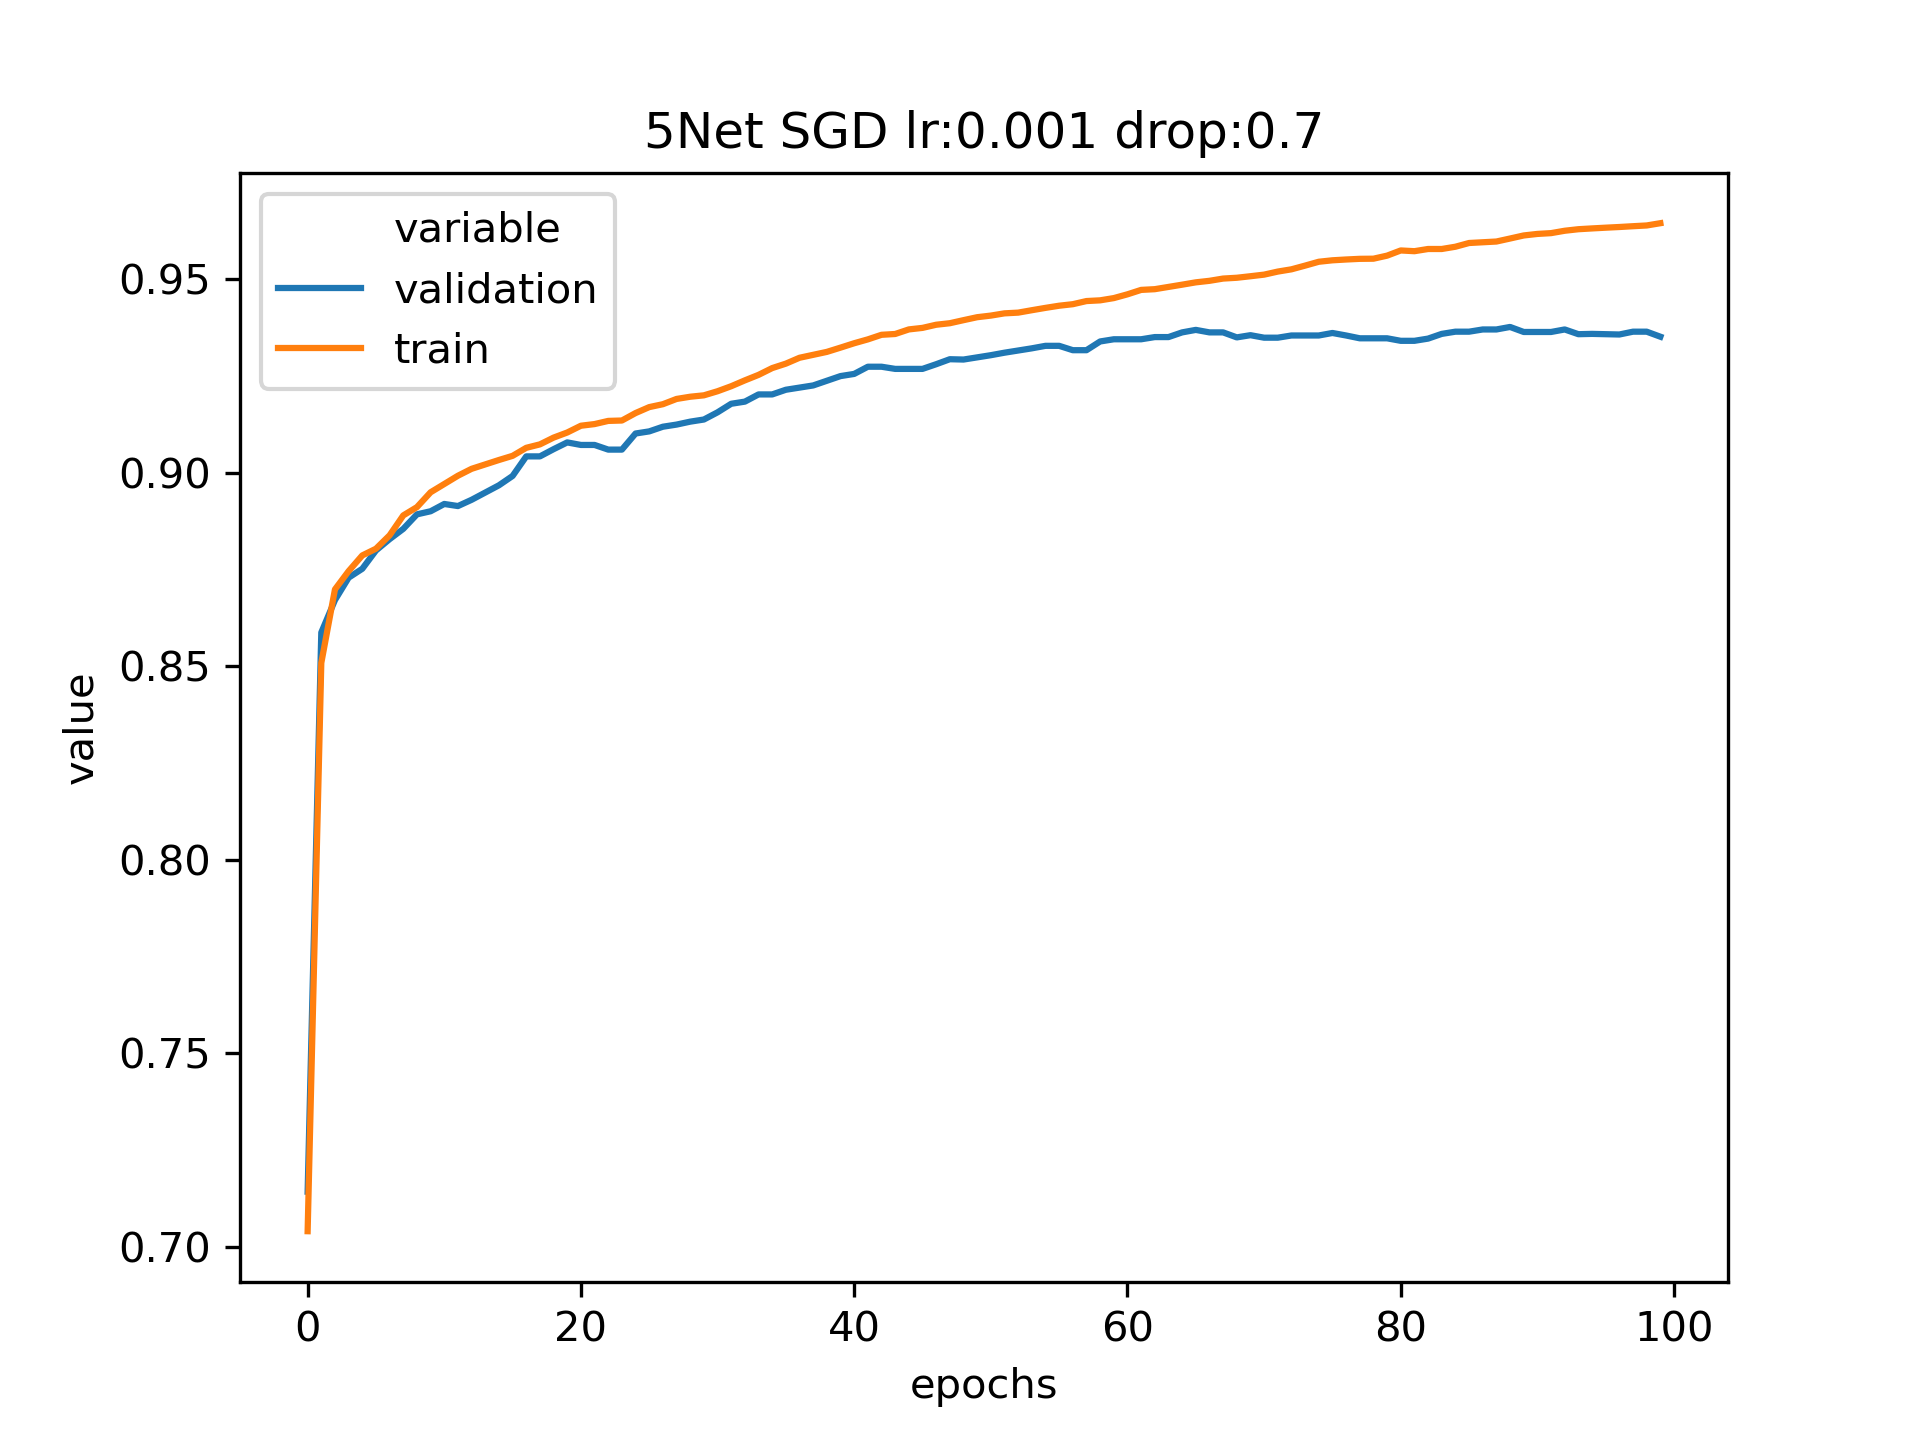 5Net SGD lr:0.001 drop:0.7
variable
validation
train
0.95
0.90
0.85
0.80
0.75
0.70
value
0 20 40 60 80 100
epochs